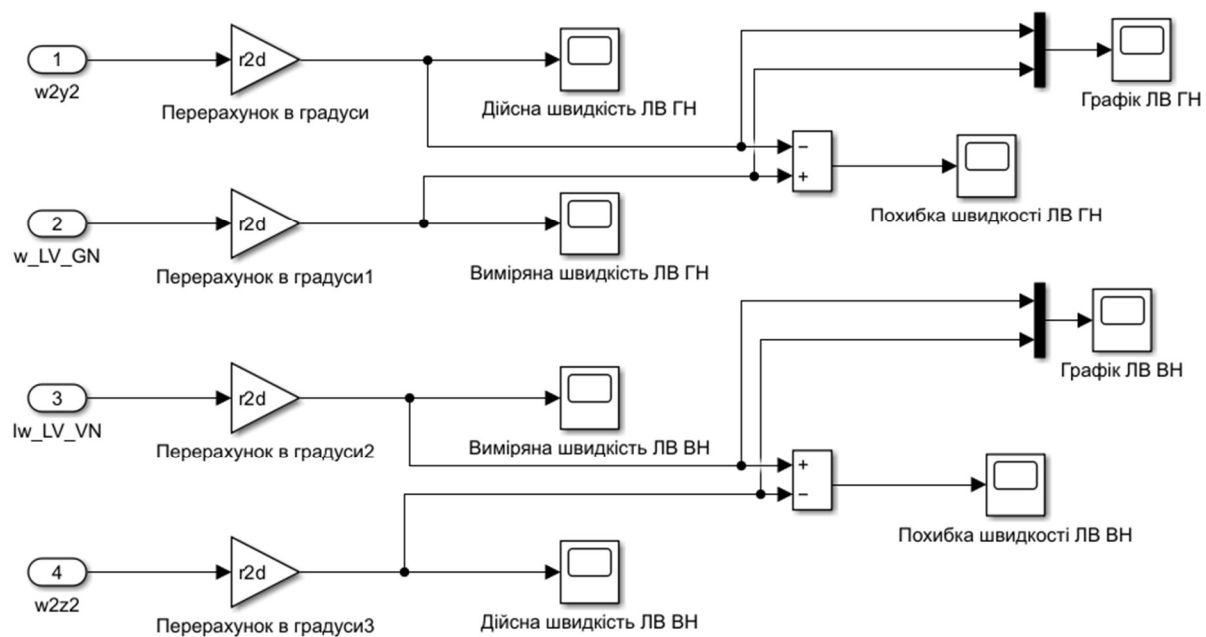 1
w2y2
r2d
Перерахунок в градуси
Дійсна швидкість ЛВ ГН
Графік ЛВ ГН
−
+
Похибка швидкості ЛВ ГН
2
w_LV_GN
r2d
Перерахунок в градуси1
Виміряна швидкість ЛВ ГН
Графік ЛВ ВН
3
Iw_LV_VN
r2d
Перерахунок в градуси2
Виміряна швидкість ЛВ ВН
+
−
Похибка швидкості ЛВ ВН
4
w2z2
r2d
Перерахунок в градуси3
Дійсна швидкість ЛВ ВН